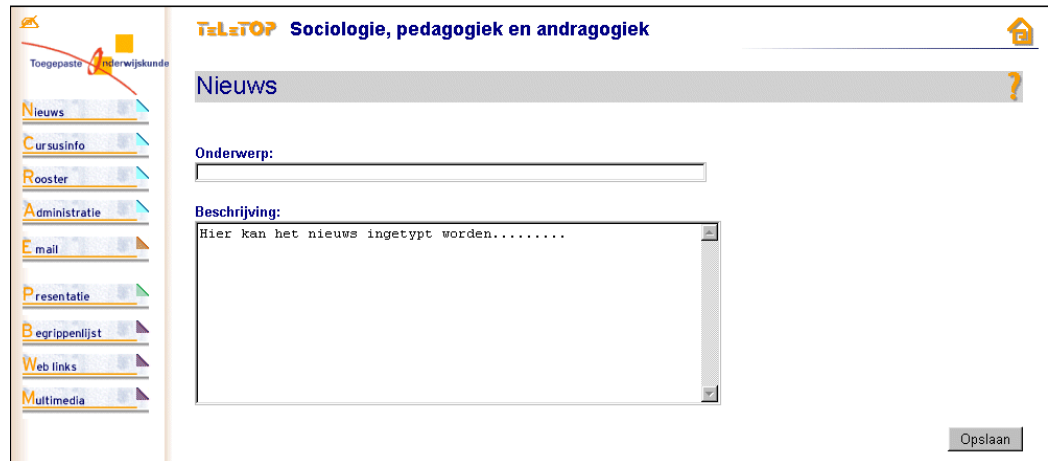 TeleTOP Sociologie, pedagogiek en andragogiek
Toegepaste Onderwijskunde
Nieuws
Nieuws
Cursusinfo
Rooster
Administratie
Email
Presentatie
Begrippenlijst
Web links
Multimedia
Onderwerp:
Beschrijving:
Hier kan het nieuws ingetypt worden.........
Opslaan